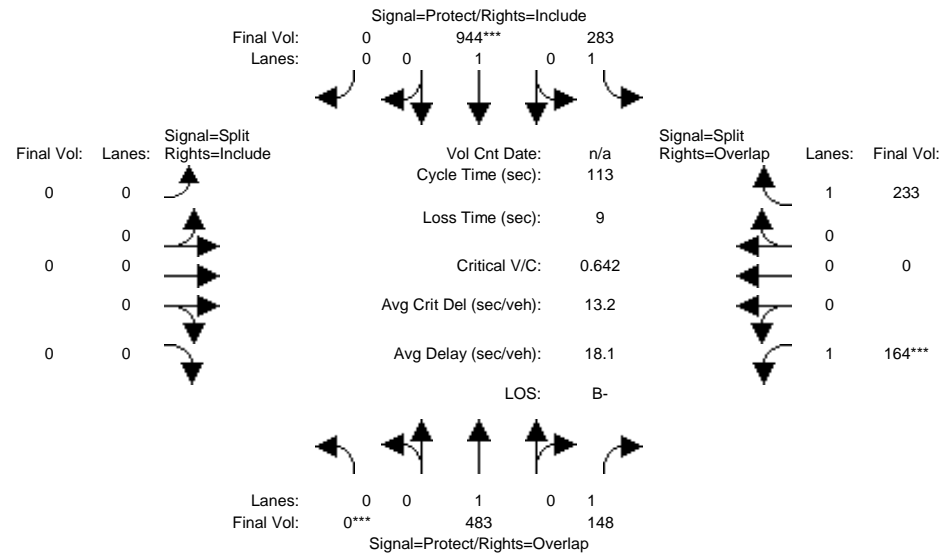 Signal=Protect/Rights=Include
Final Vol: 0 944*** 283
Lanes: 0 0 1 0 1
Signal=Split
Final Vol: Lanes: Rights=Include
Vol Cnt Date: n/a
Signal=Split
Rights=Overlap Lanes: Final Vol:
Cycle Time (sec): 113
0 0
1 233
Loss Time (sec): 9
0
0
0 0
Critical V/C: 0.642
0 0
0
Avg Crit Del (sec/veh): 13.2
0
0 0
Avg Delay (sec/veh): 18.1
1 164***
LOS: B-
Lanes: 0 0 1 0 1
Final Vol: 0*** 483 148
Signal=Protect/Rights=Overlap